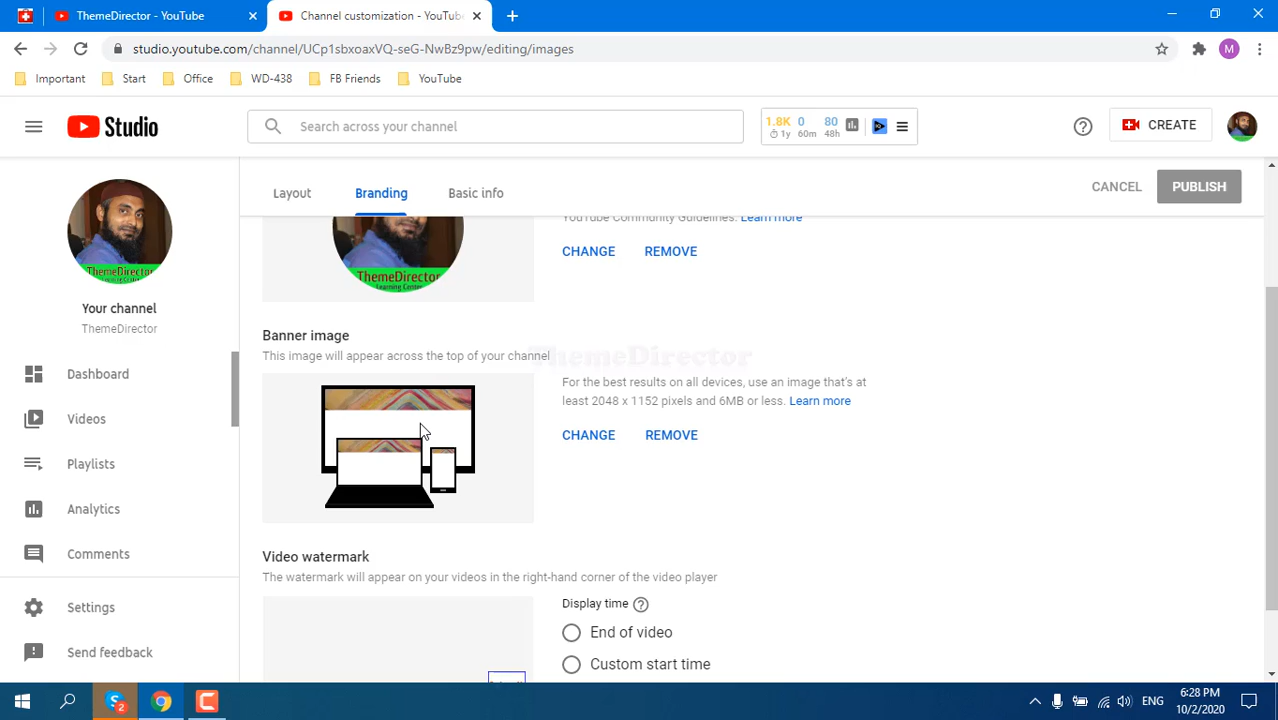 ThemeDirector - YouTube
Channel customization - YouTube
studio.youtube.com/channel/UCp1sbxoaxVQ-seG-NwBz9pw/editing/images
M
Important
Start
Office
WD-438
FB Friends
YouTube
Studio
Search across your channel
1.8K 0 80
1y 60m 48h
CREATE
Layout
Branding
Basic info
CANCEL
PUBLISH
YouTube Community Guidelines. Learn more
CHANGE
REMOVE
ThemeDirector
Learning Center
ThemeDirector
Your channel
ThemeDirector
Dashboard
Videos
Playlists
Analytics
Comments
Settings
Send feedback
Banner image
This image will appear across the top of your channel
ThemeDirector
For the best results on all devices, use an image that's at
least 2048 x 1152 pixels and 6MB or less. Learn more
CHANGE
REMOVE
Video watermark
The watermark will appear on your videos in the right-hand corner of the video player
Display time
End of video
Custom start time
2
ENG
6:28 PM
10/2/2020